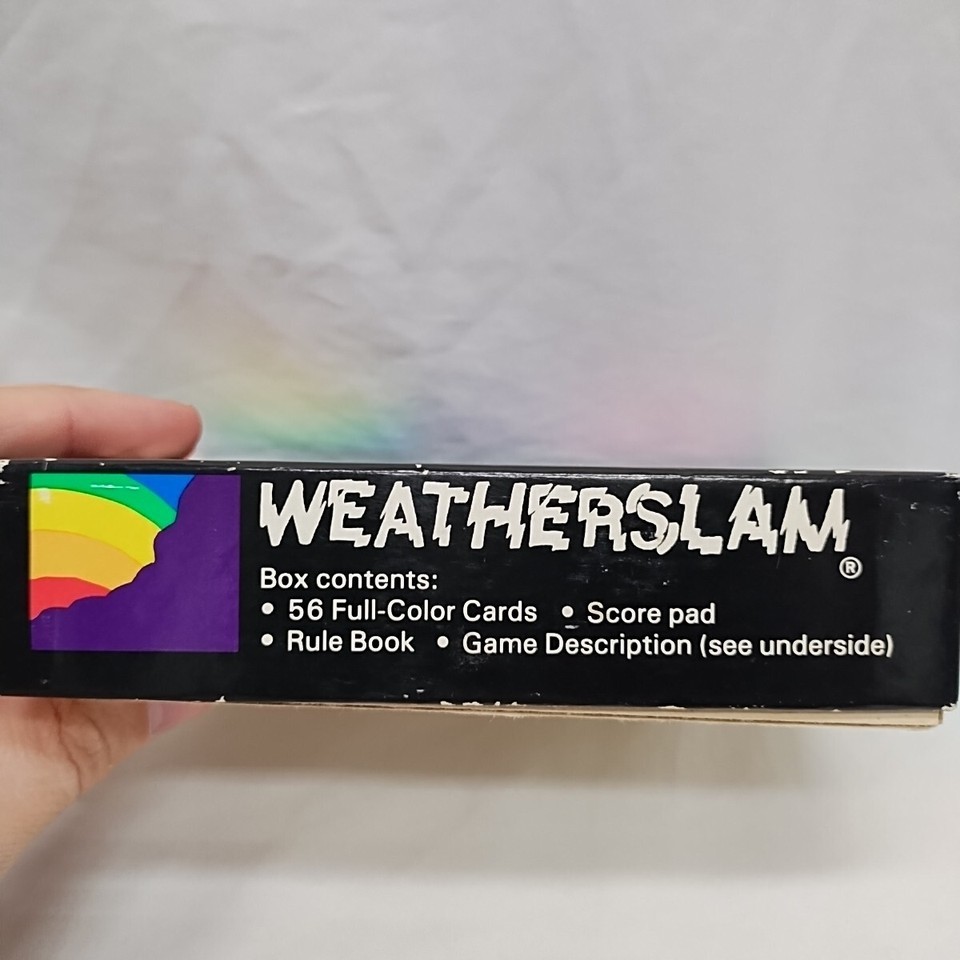 WEATHERSLAM®
Box contents:
• 56 Full-Color Cards • Score pad
• Rule Book • Game Description (see underside)